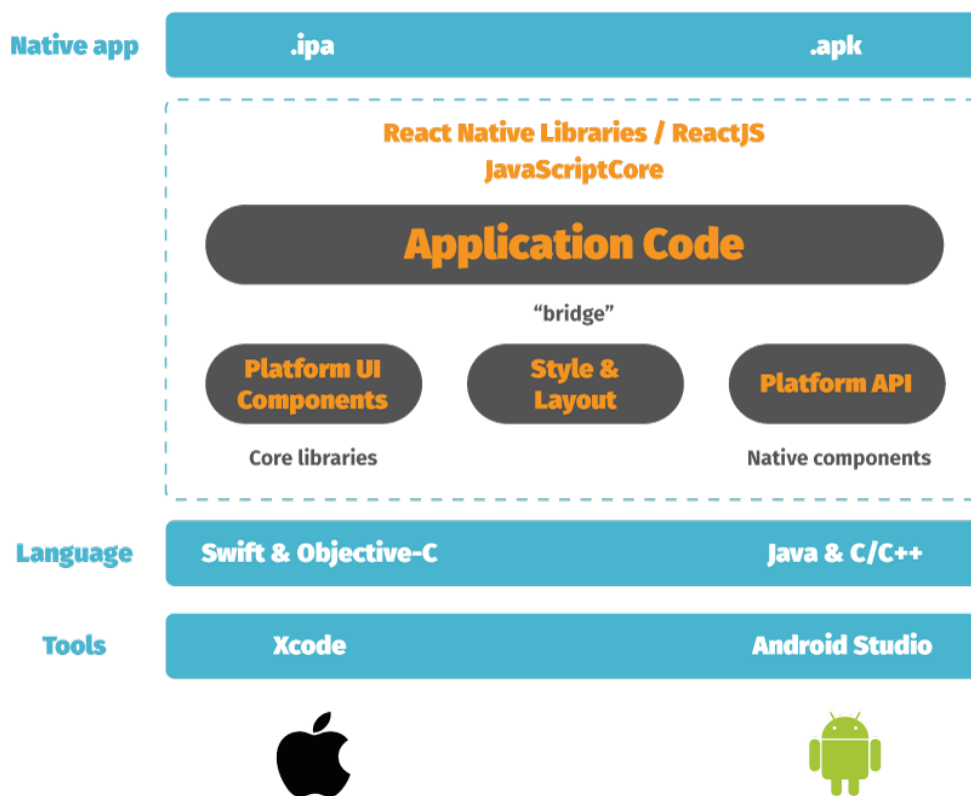 Native app
.ipa
.apk
React Native Libraries / ReactJS
JavaScriptCore
Application Code
“bridge”
Platform UI
Components
Style &
Layout
Platform API
Core libraries
Native components
Language
Swift & Objective-C
Java & C/C++
Tools
Xcode
Android Studio